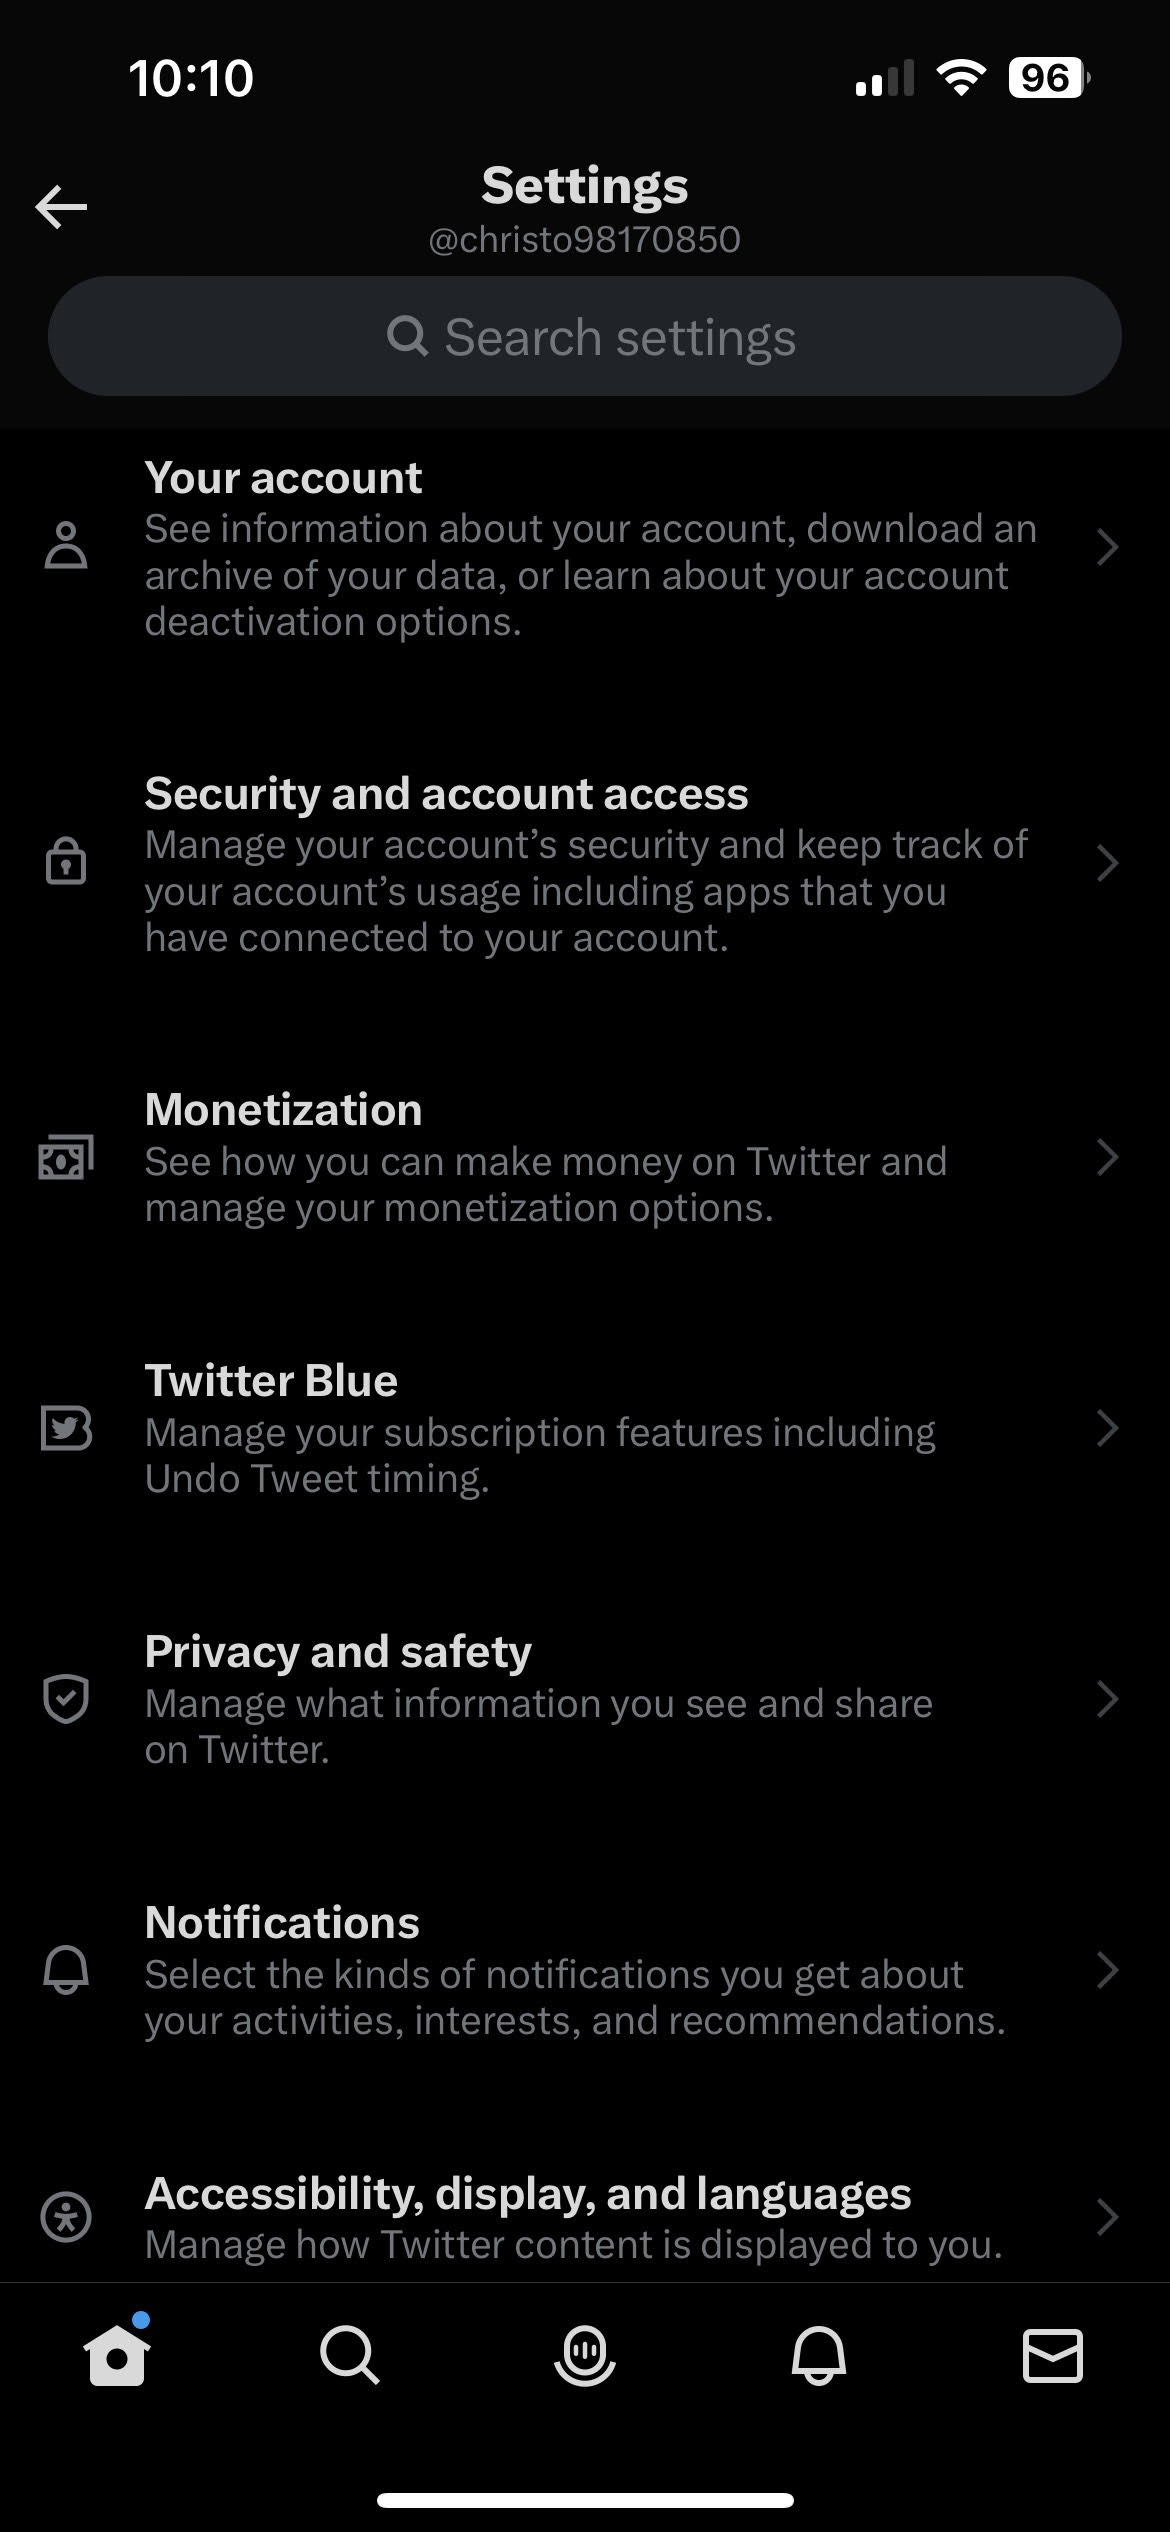 10:10
96
Settings
@christo98170850
Search settings
Your account
See information about your account, download an
archive of your data, or learn about your account
deactivation options.
Security and account access
Manage your account’s security and keep track of
your account’s usage including apps that you
have connected to your account.
Monetization
See how you can make money on Twitter and
manage your monetization options.
Twitter Blue
Manage your subscription features including
Undo Tweet timing.
Privacy and safety
Manage what information you see and share
on Twitter.
Notifications
Select the kinds of notifications you get about
your activities, interests, and recommendations.
Accessibility, display, and languages
Manage how Twitter content is displayed to you.